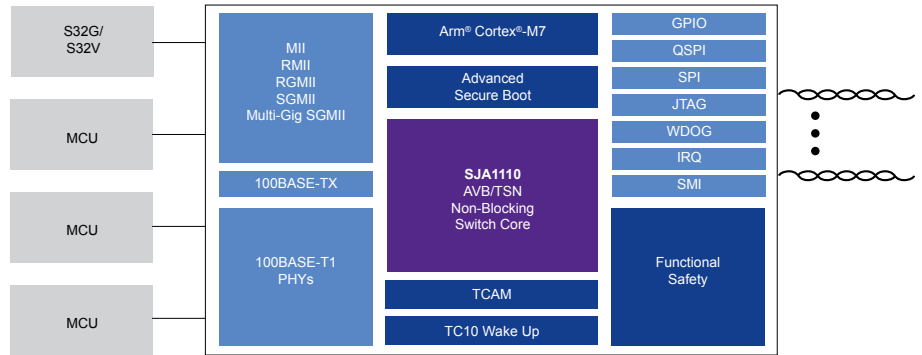 S32G/
S32V
MCU
MCU
MCU
MII
RMII
RGMII
SGMII
Multi-Gig SGMII
100BASE-TX
100BASE-T1
PHYs
Arm® Cortex®-M7
Advanced
Secure Boot
SJA1110
AVB/TSN
Non-Blocking
Switch Core
TCAM
TC10 Wake Up
GPIO
QSPI
SPI
JTAG
WDOG
IRQ
SMI
Functional
Safety